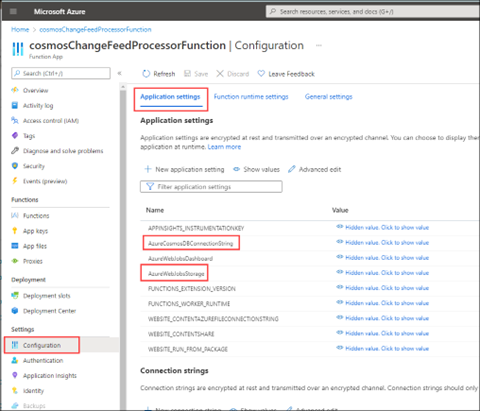 Microsoft Azure
Search resources, services, and docs (G+/)
Home > cosmosChangeFeedProcessorFunction
cosmosChangeFeedProcessorFunction | Configuration ...
Function App
Search (Ctrl+/)
«
Refresh Save Discard Leave Feedback
Overview
Activity log
Access control (IAM)
Tags
Diagnose and solve problems
Security
Events (preview)
Functions
Functions
App keys
App files
Proxies
Deployment
Deployment slots
Deployment Center
Settings
Configuration
Authentication
Application Insights
Identity
Backups
Application settings Function runtime settings General settings
Application settings
Application settings are encrypted at rest and transmitted over an encrypted channel. You can choose to display them
application at runtime. Learn more
New application setting Show values Advanced edit
Filter application settings
Name Value
APPINSIGHTS_INSTRUMENTATIONKEY Hidden value. Click to show value
AzureCosmosDBConnectionString Hidden value. Click to show value
AzureWebJobsDashboard Hidden value. Click to show value
AzureWebJobsStorage Hidden value. Click to show value
FUNCTIONS_EXTENSION_VERSION Hidden value. Click to show value
FUNCTIONS_WORKER_RUNTIME Hidden value. Click to show value
WEBSITE_CONTENTAZUREFILECONNECTIONSTRING Hidden value. Click to show value
WEBSITE_CONTENTSHARE Hidden value. Click to show value
WEBSITE_RUN_FROM_PACKAGE Hidden value. Click to show value
Connection strings
Connection strings are encrypted at rest and transmitted over an encrypted channel. Connection strings should only
New connection string Show values Advanced edit